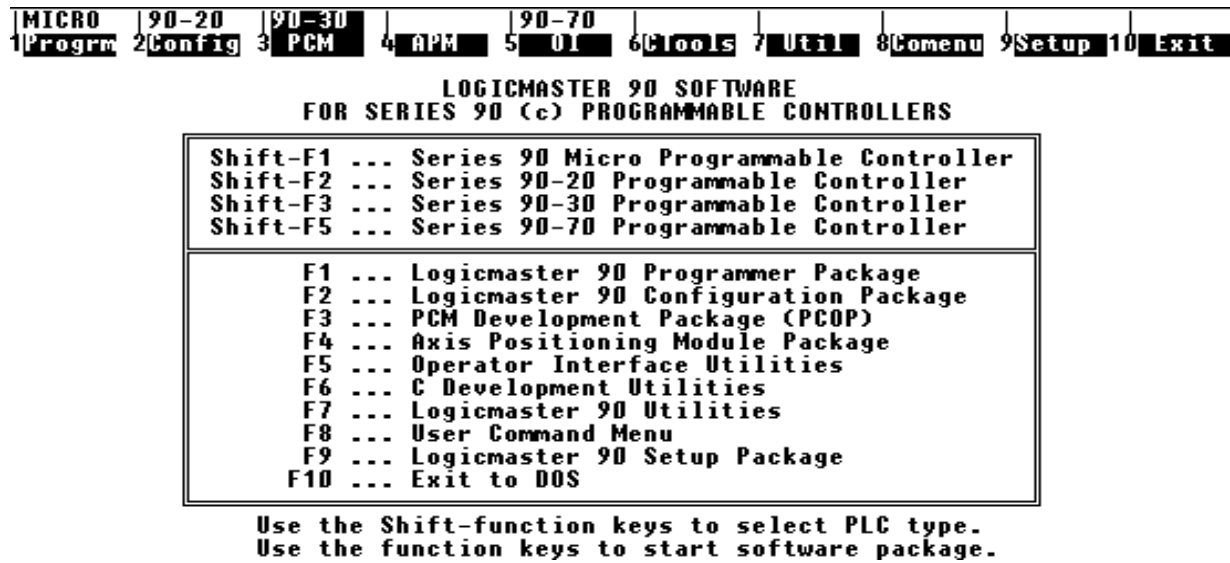 |MICRO |90-20 |90-30 | |90-70 | | | | |
1Progrm 2Config 3 PCM 4 APM 5 OI 6CTools 7 Util 8Comenu 9Setup 10 Exit
LOGICMASTER 90 SOFTWARE
FOR SERIES 90 (c) PROGRAMMABLE CONTROLLERS
Shift-F1 ... Series 90 Micro Programmable Controller
Shift-F2 ... Series 90-20 Programmable Controller
Shift-F3 ... Series 90-30 Programmable Controller
Shift-F5 ... Series 90-70 Programmable Controller
F1 ... Logicmaster 90 Programmer Package
F2 ... Logicmaster 90 Configuration Package
F3 ... PCM Development Package (PCOP)
F4 ... Axis Positioning Module Package
F5 ... Operator Interface Utilities
F6 ... C Development Utilities
F7 ... Logicmaster 90 Utilities
F8 ... User Command Menu
F9 ... Logicmaster 90 Setup Package
F10 ... Exit to DOS
Use the Shift-function keys to select PLC type.
Use the function keys to start software package.